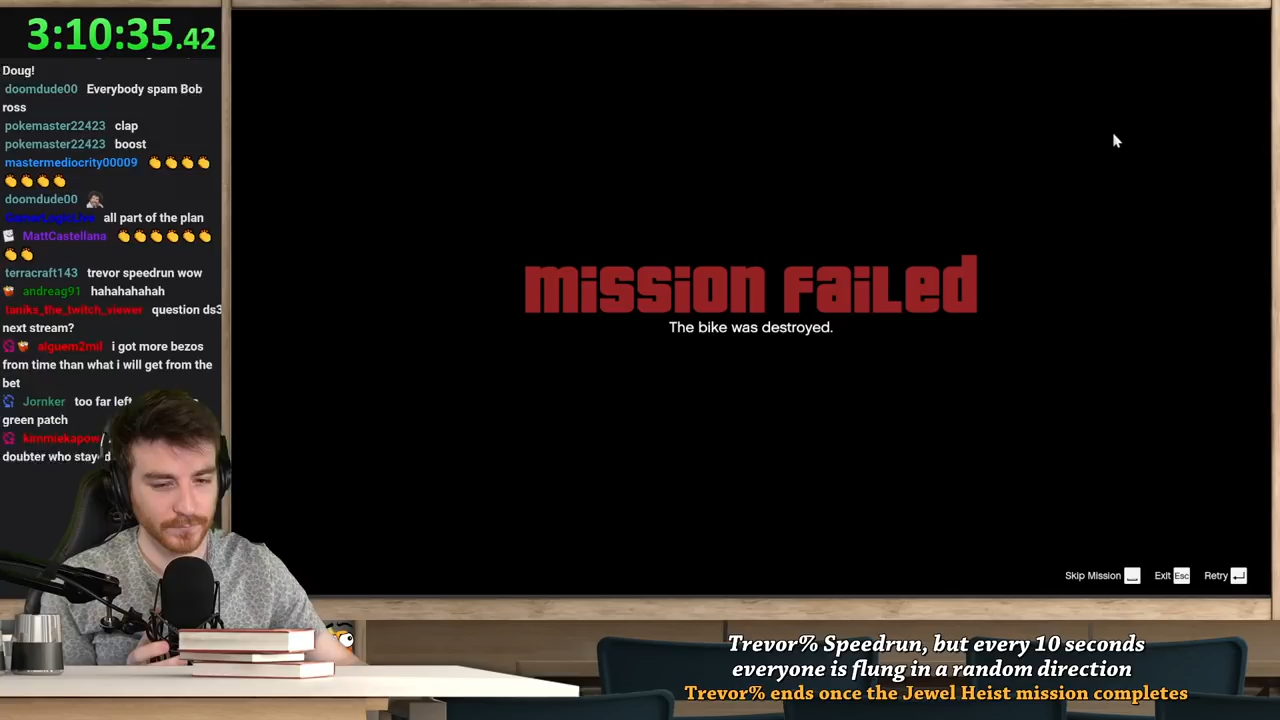 3:10:35.42
Doug!
doomdude00 Everybody spam Bob
ross
pokemaster22423 clap
pokemaster22423 boost
mastermediocrity00009
doomdude00
all part of the plan
MattCastellana
terracraft143 trevor speedrun wow
andreag91 hahahahahah
taniks_the_twitch_viewer question ds3
next stream?
alguem2mil i got more bezos
from time than what i will get from the
bet
Jornker too far left
green patch
kimmiekapow
doubter who stay
mission failed
The bike was destroyed.
Skip Mission Exit Esc Retry
Trevor% Speedrun, but every 10 seconds
everyone is flung in a random direction
Trevor% ends once the Jewel Heist mission completes